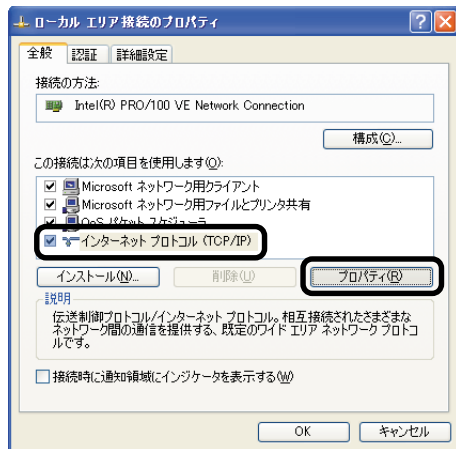 ローカル エリア接続のプロパティ
全般 認証 詳細設定
接続の方法:
Intel(R) PRO/100 VE Network Connection
構成(C)...
この接続は次の項目を使用します(O):
Microsoft ネットワーク用クライアント
Microsoft ネットワーク用ファイルとプリンタ共有
QoS パケット スケジューラ
インターネット プロトコル (TCP/IP)
インストール(N)... 削除(U) プロパティ(R)
説明
伝送制御プロトコル/インターネット プロトコル。相互接続されたさまざまな
ネットワーク間の通信を提供する、既定のワイド エリア ネットワーク プロトコ
ルです。
接続時に通知領域にインジケータを表示する(W)
OK キャンセル